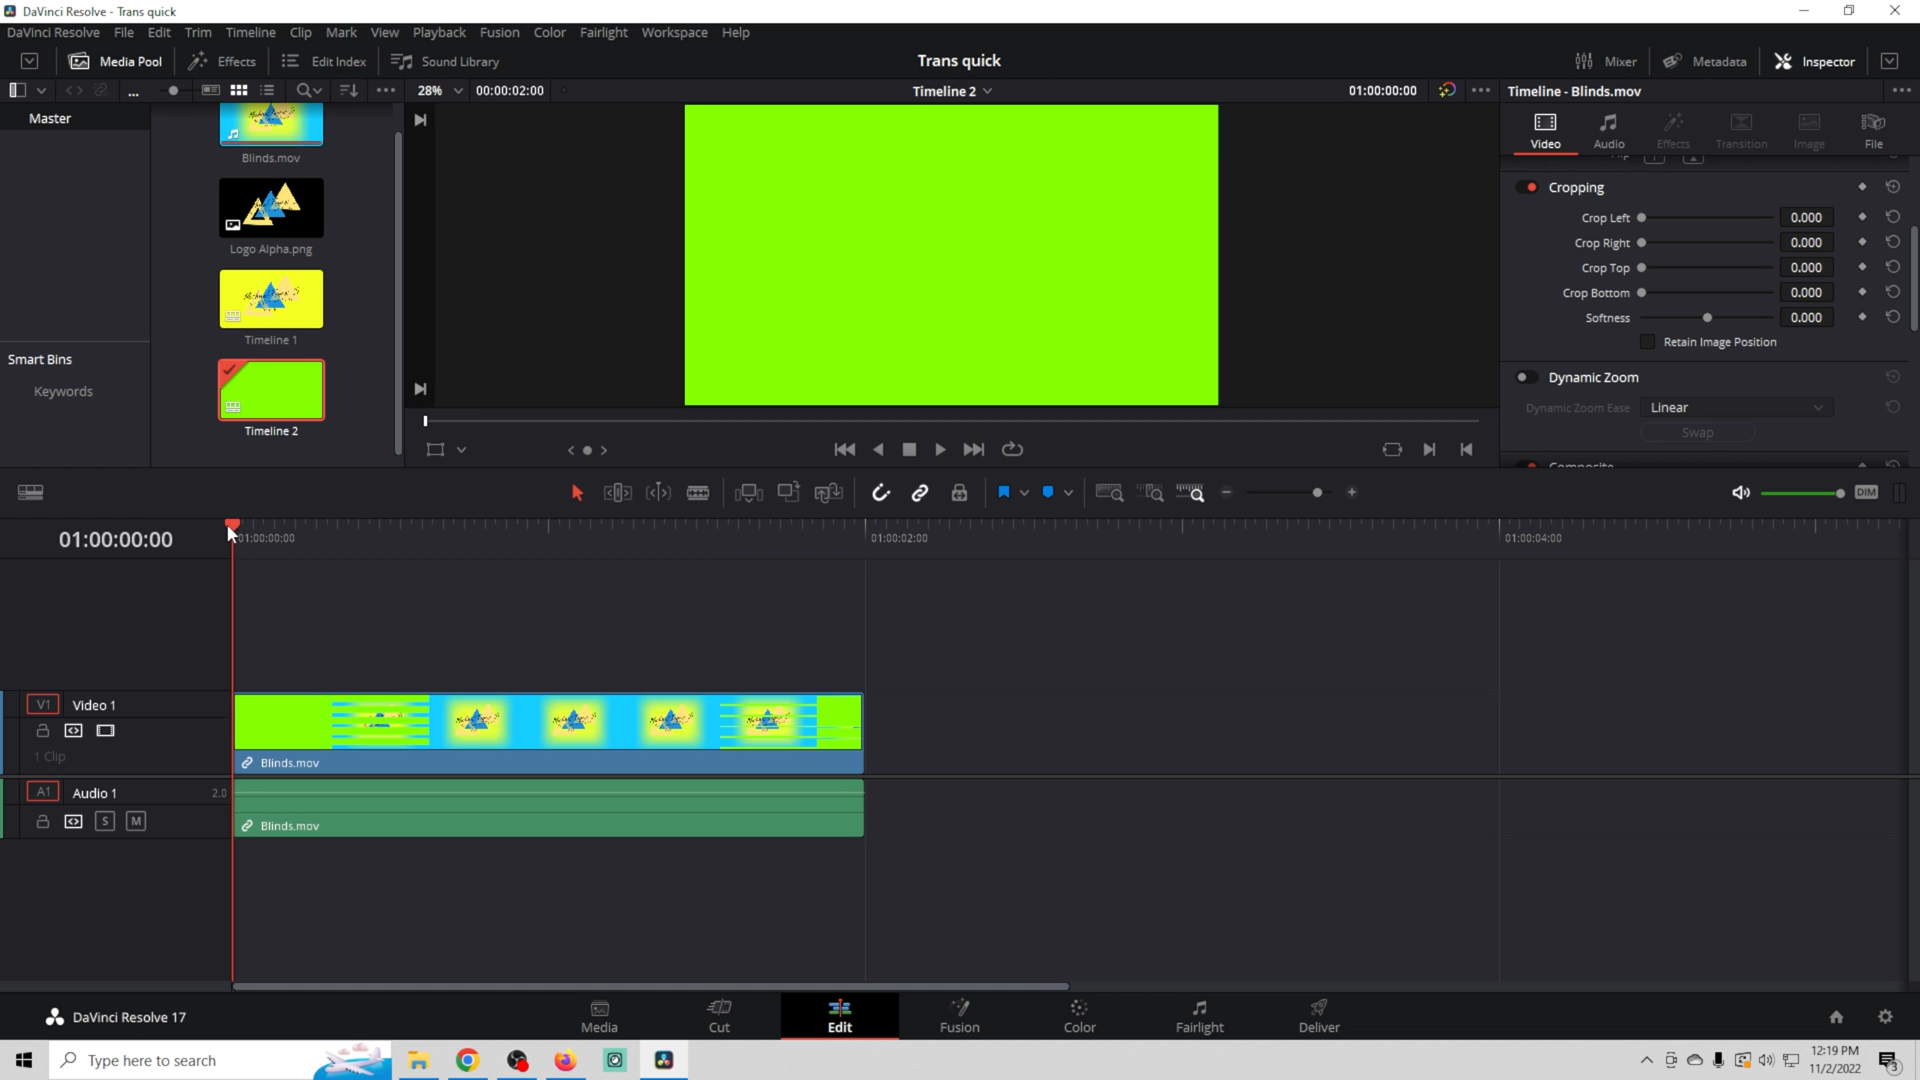 DaVinci Resolve - Trans quick
DaVinci Resolve File Edit Trim Timeline Clip Mark View Playback Fusion Color Fairlight Workspace Help
Media Pool Effects Edit Index Sound Library Trans quick Mixer Metadata Inspector
... 28% 00:00:02:00 Timeline 2 01:00:00:00 Timeline - Blinds.mov
Master
Blinds.mov
Logo Alpha.png
Timeline 1
Timeline 2
Smart Bins
Keywords
Video Audio Effects Transition Image File
Cropping
Crop Left 0.000
Crop Right 0.000
Crop Top 0.000
Crop Bottom 0.000
Softness 0.000
Retain Image Position
Dynamic Zoom
Dynamic Zoom Ease Linear
Swap
Composite
DIM
01:00:00:00
01:00:00:00 01:00:02:00 01:00:04:00
V1 Video 1
1 Clip
Blinds.mov
A1 Audio 1 2.0
S M
Blinds.mov
DaVinci Resolve 17
Media Cut Edit Fusion Color Fairlight Deliver
Type here to search
12:19 PM
11/2/2022
3